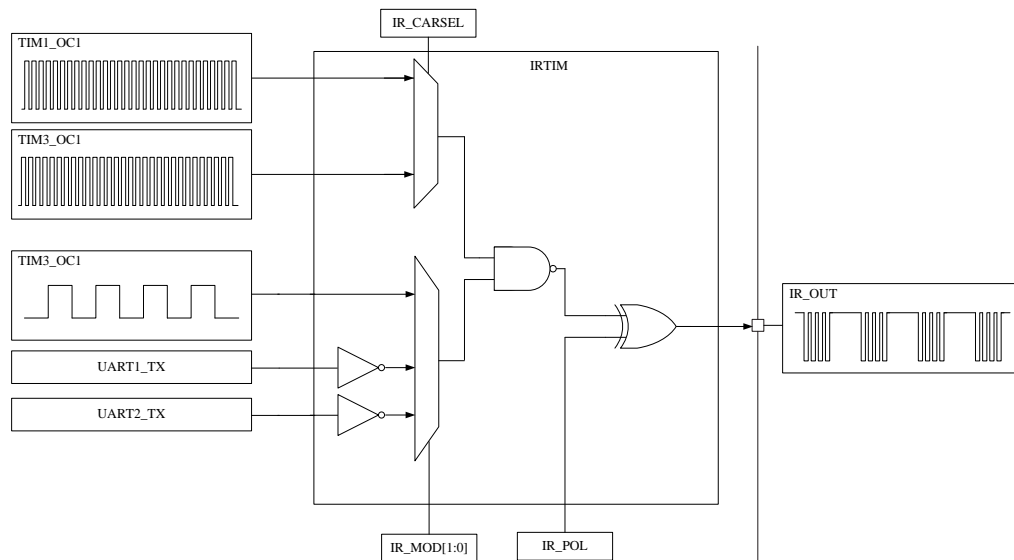 IR_CARSEL
TIM1_OC1
IRTIM
TIM3_OC1
TIM3_OC1
IR_OUT
UART1_TX
UART2_TX
IR_MOD[1:0]
IR_POL